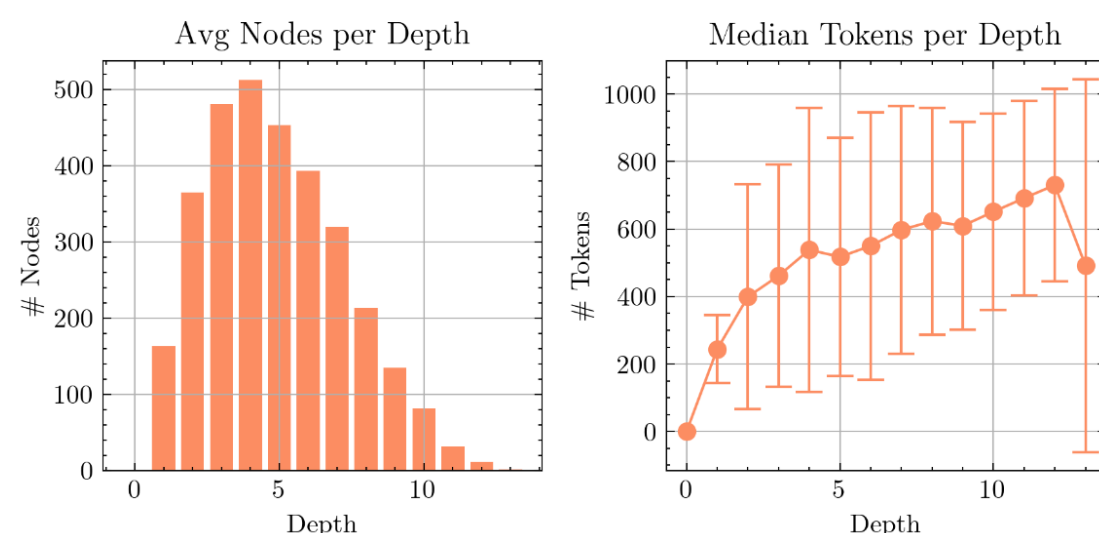 Avg Nodes per Depth
500
400
300
200
100
0
# Nodes
0 5 10
Depth
Median Tokens per Depth
1000
800
600
400
200
0
# Tokens
0 5 10
Depth